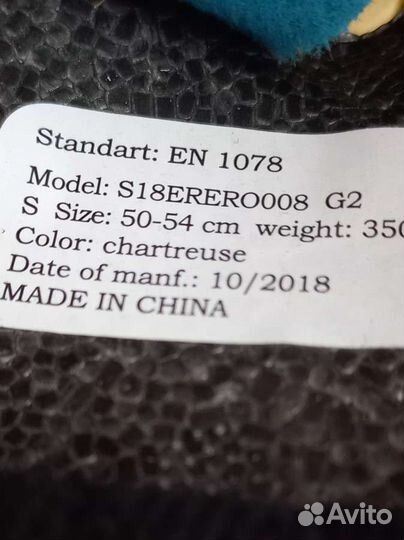 Standart: EN 1078
Model: S18ERERO008 G2
S Size: 50-54 cm weight: 350
Color: chartreuse
Date of manf.: 10/2018
MADE IN CHINA
Avito